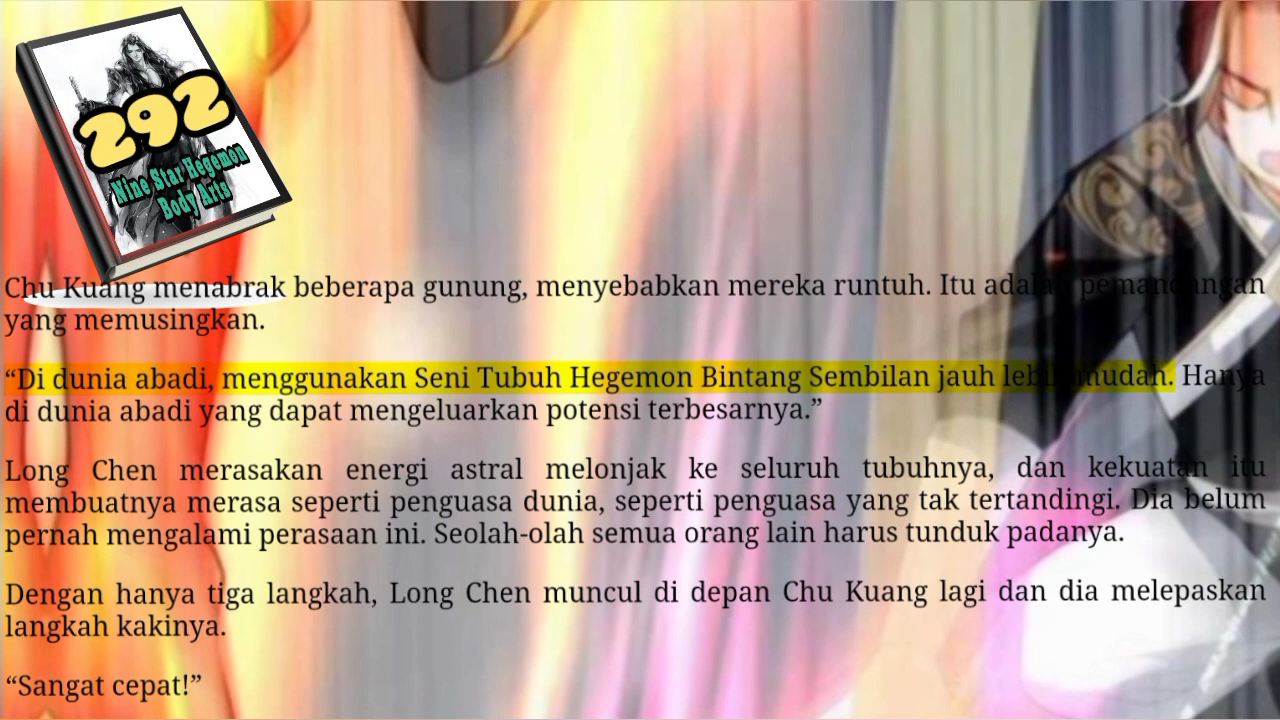 292
Nine Star Hegemon
Body Arts
Chu Kuang menabrak beberapa gunung, menyebabkan mereka runtuh. Itu adalah pemandangan
yang memusingkan.
“Di dunia abadi, menggunakan Seni Tubuh Hegemon Bintang Sembilan jauh lebih mudah. Hanya
di dunia abadi yang dapat mengeluarkan potensi terbesarnya.”
Long Chen merasakan energi astral melonjak ke seluruh tubuhnya, dan kekuatan itu
membuatnya merasa seperti penguasa dunia, seperti penguasa yang tak tertandingi. Dia belum
pernah mengalami perasaan ini. Seolah-olah semua orang lain harus tunduk padanya.
Dengan hanya tiga langkah, Long Chen muncul di depan Chu Kuang lagi dan dia melepaskan
langkah kakinya.
“Sangat cepat!”